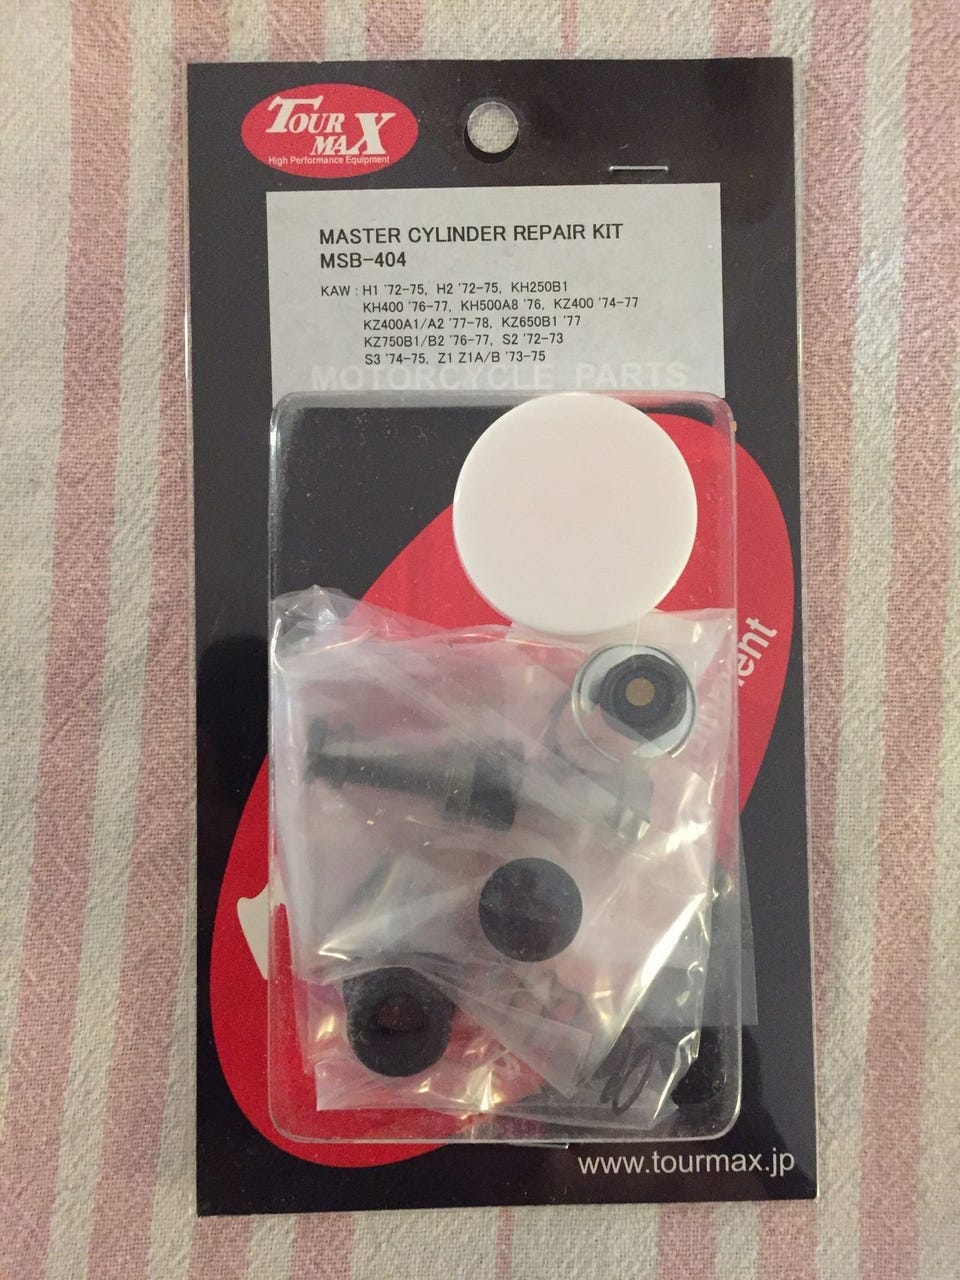 TOUR
MAX
High Performance Equipment
MASTER CYLINDER REPAIR KIT
MSB-404
KAW : H1 '72-75, H2 '72-75, KH250B1
KH400 '76-77, KH500A8 '76, KZ400 '74-77
KZ400A1/A2 '77-78, KZ650B1 '77
KZ750B1/B2 '76-77, S2 '72-73
S3 '74-75, Z1 Z1A/B '73-75
MOTORCYCLE PARTS
www.tourmax.jp